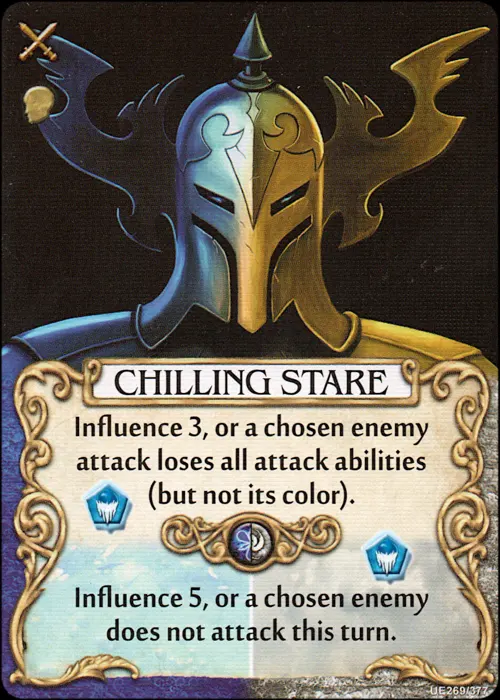 CHILLING STARE
Influence 3, or a chosen enemy
attack loses all attack abilities
(but not its color).
Influence 5, or a chosen enemy
does not attack this turn.
UE269/377